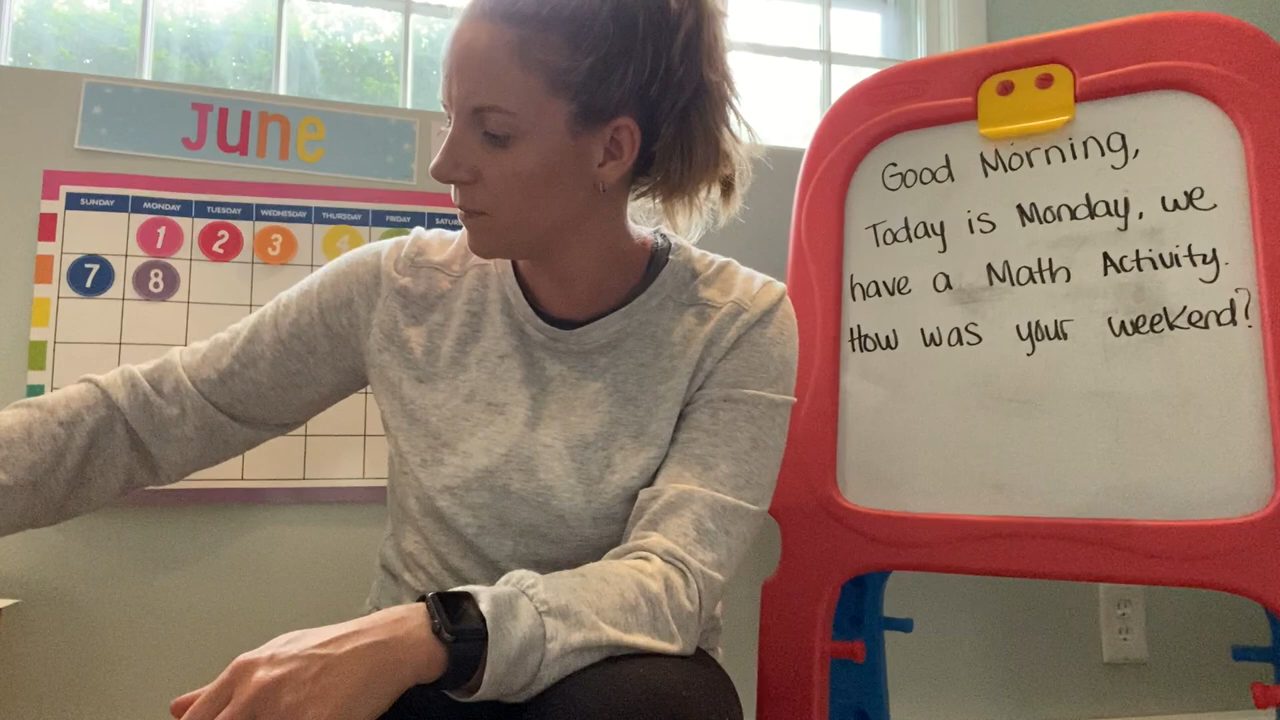 June
SUNDAY MONDAY TUESDAY WEDNESDAY THURSDAY FRIDAY
1 2 3 4
7 8
Good Morning,
Today is Monday, we
have a Math Activity.
How was your weekend?